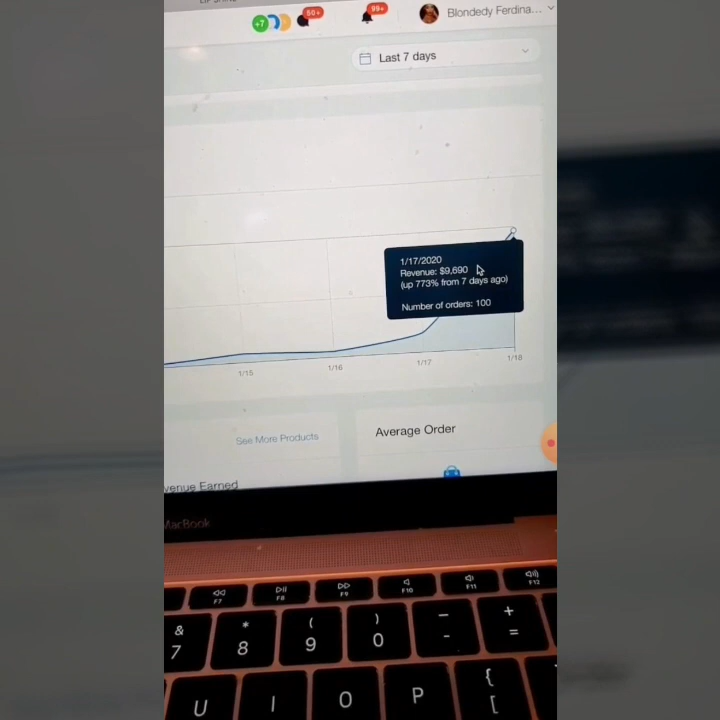 +7
50+
99+
Blondedy Ferdina...
Last 7 days
1/17/2020
Revenue: $9,690
(up 773% from 7 days ago)
Number of orders: 100
1/15
1/16
1/17
1/18
See More Products
Average Order
venue Earned
MacBook
F7
F8
F9
F10
F11
F12
& 7
* 8
( 9
) 0
_ -
+ =
U
I
O
P
{ [